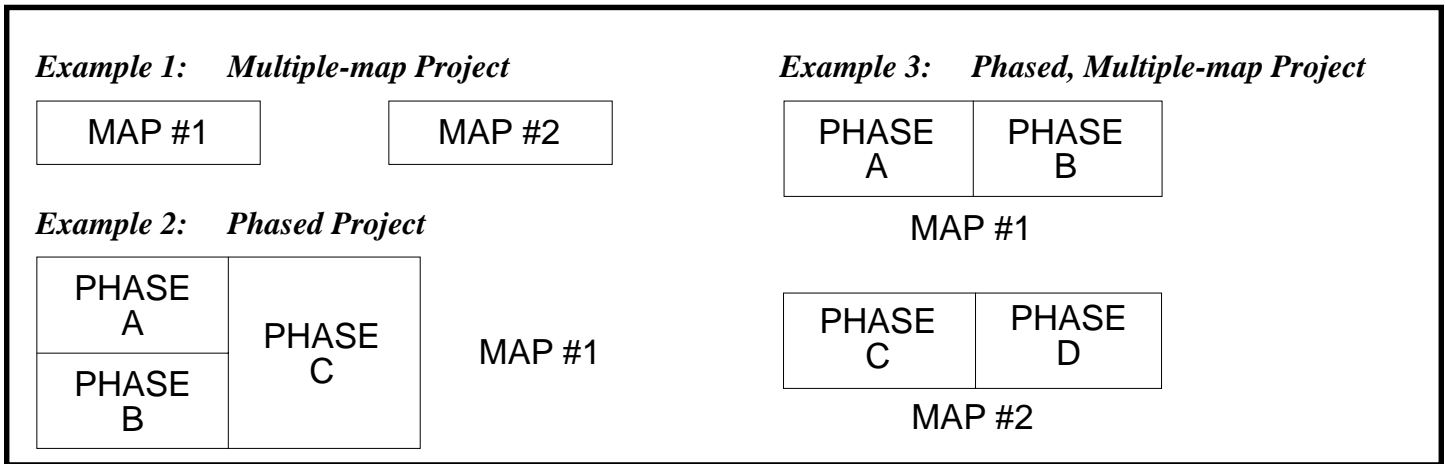 Example 1: Multiple-map Project
MAP #1
MAP #2
Example 2: Phased Project
PHASE
A
PHASE
B
PHASE
C
MAP #1
Example 3: Phased, Multiple-map Project
PHASE
A
PHASE
B
MAP #1
PHASE
C
PHASE
D
MAP #2